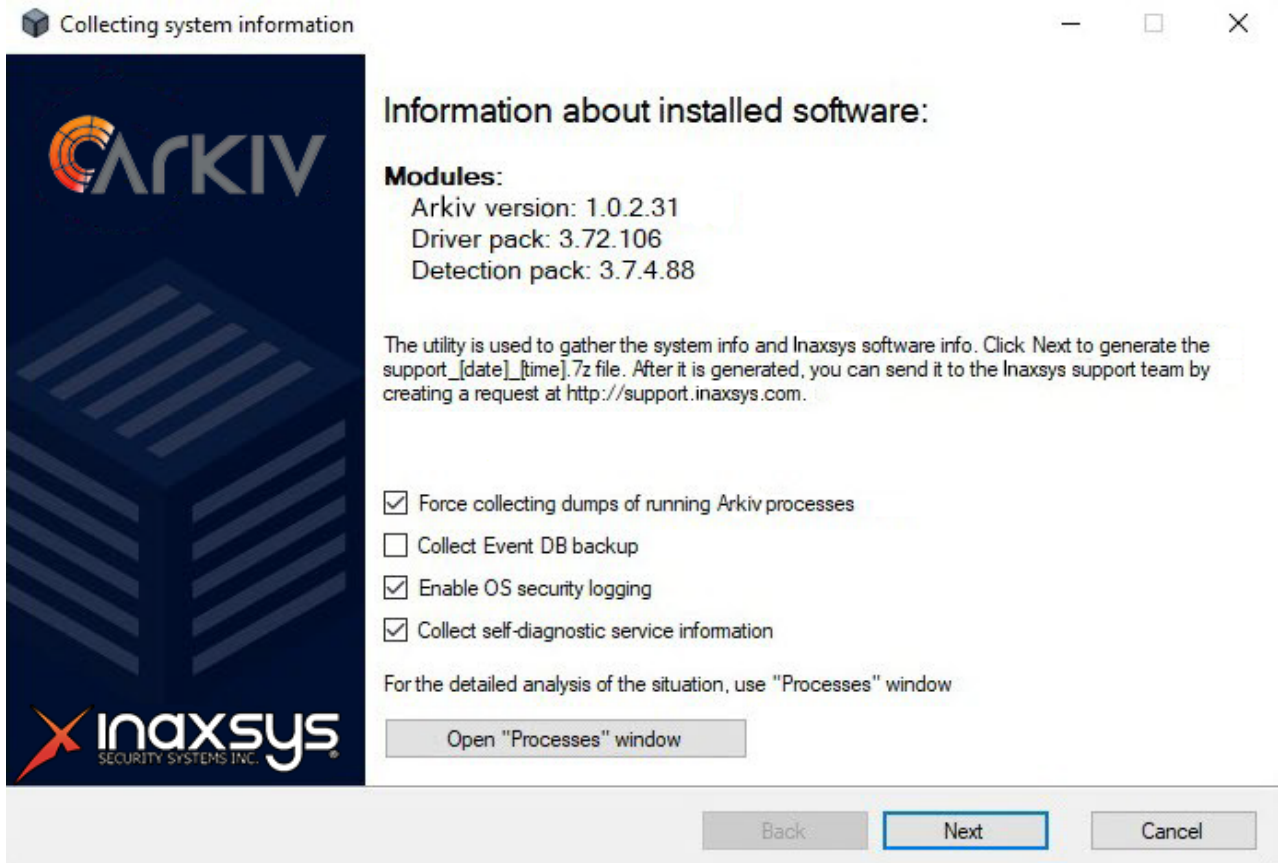 Collecting system information
ARKIV
Information about installed software:
Modules:
Arkiv version: 1.0.2.31
Driver pack: 3.72.106
Detection pack: 3.7.4.88
The utility is used to gather the system info and Inaxsys software info. Click Next to generate the
support_[date]_[time].7z file. After it is generated, you can send it to the Inaxsys support team by
creating a request at http://support.inaxsys.com.
Force collecting dumps of running Arkiv processes
Collect Event DB backup
Enable OS security logging
Collect self-diagnostic service information
For the detailed analysis of the situation, use "Processes" window
Open "Processes" window
Inaxsys®
SECURITY SYSTEMS INC.
Back
Next
Cancel